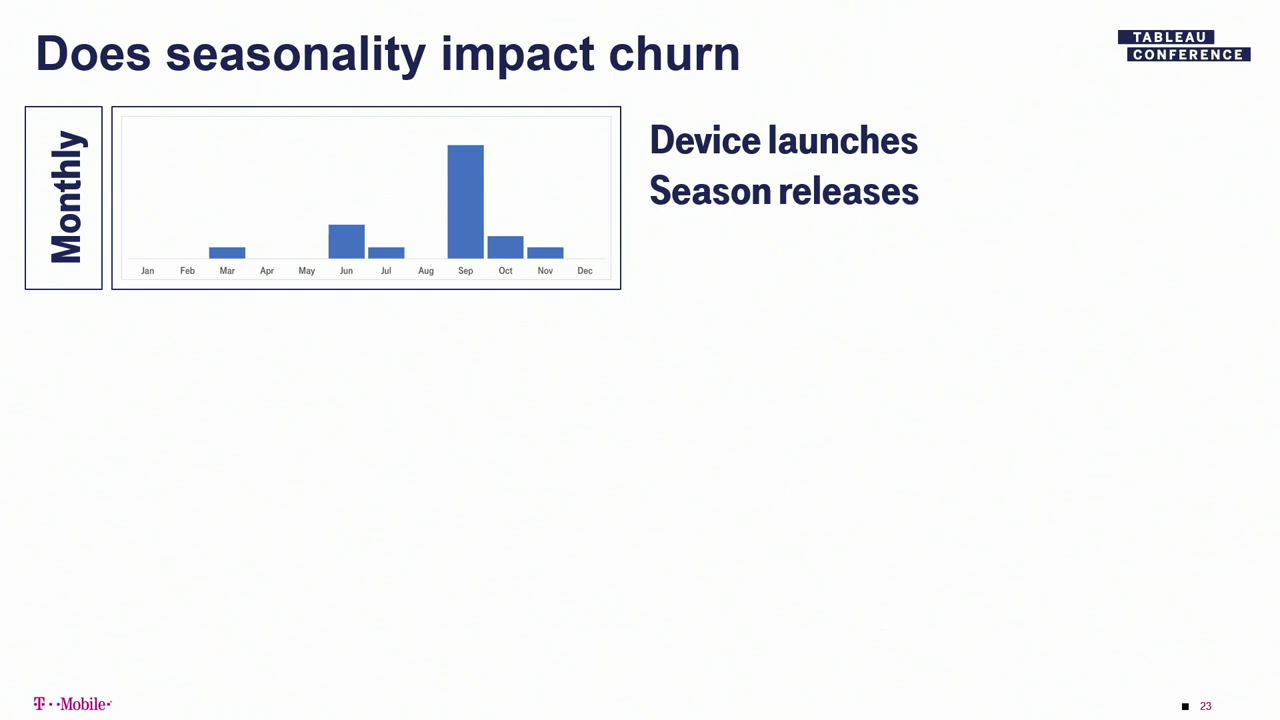 Does seasonality impact churn
TABLEAU
CONFERENCE
Monthly
Jan Feb Mar Apr May Jun Jul Aug Sep Oct Nov Dec
Device launches
Season releases
T··Mobile·
23